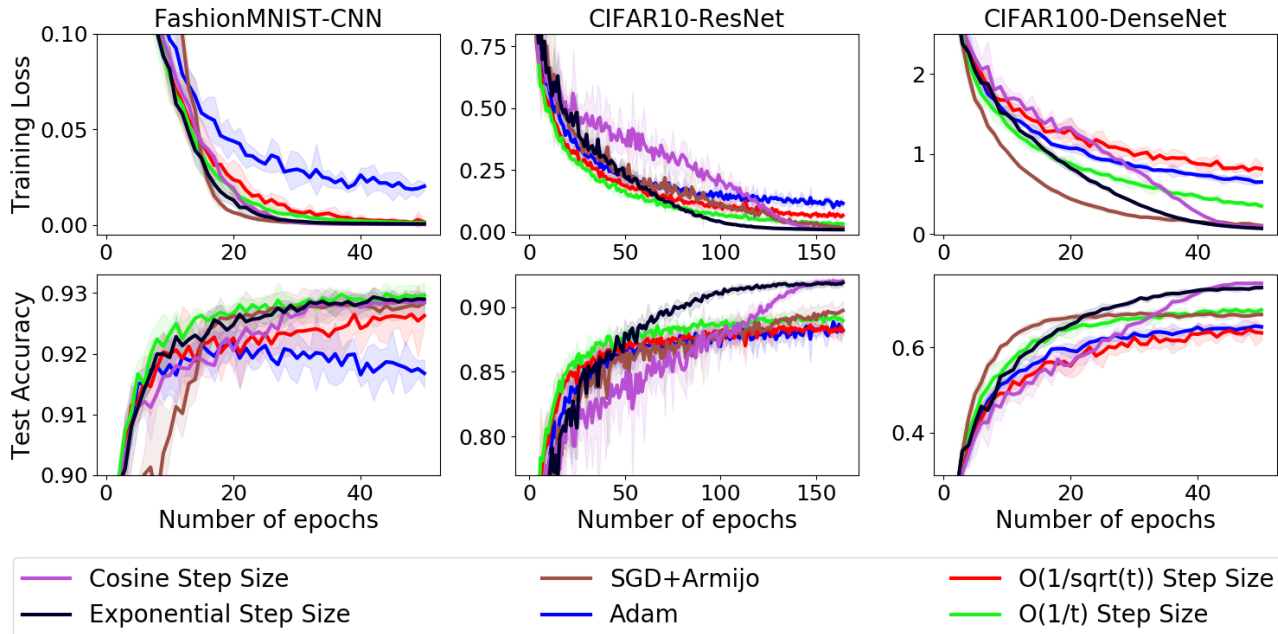 FashionMNIST-CNN CIFAR10-ResNet CIFAR100-DenseNet
Training Loss
0.10
0.05
0.00
0 20 40
0.75
0.50
0.25
0.00
0 50 100 150
2
1
0
0 20 40
Test Accuracy
0.93
0.92
0.91
0.90
0 20 40
Number of epochs
0.90
0.85
0.80
0 50 100 150
Number of epochs
0.6
0.4
0 20 40
Number of epochs
Cosine Step Size SGD+Armijo O(1/sqrt(t)) Step Size
Exponential Step Size Adam O(1/t) Step Size